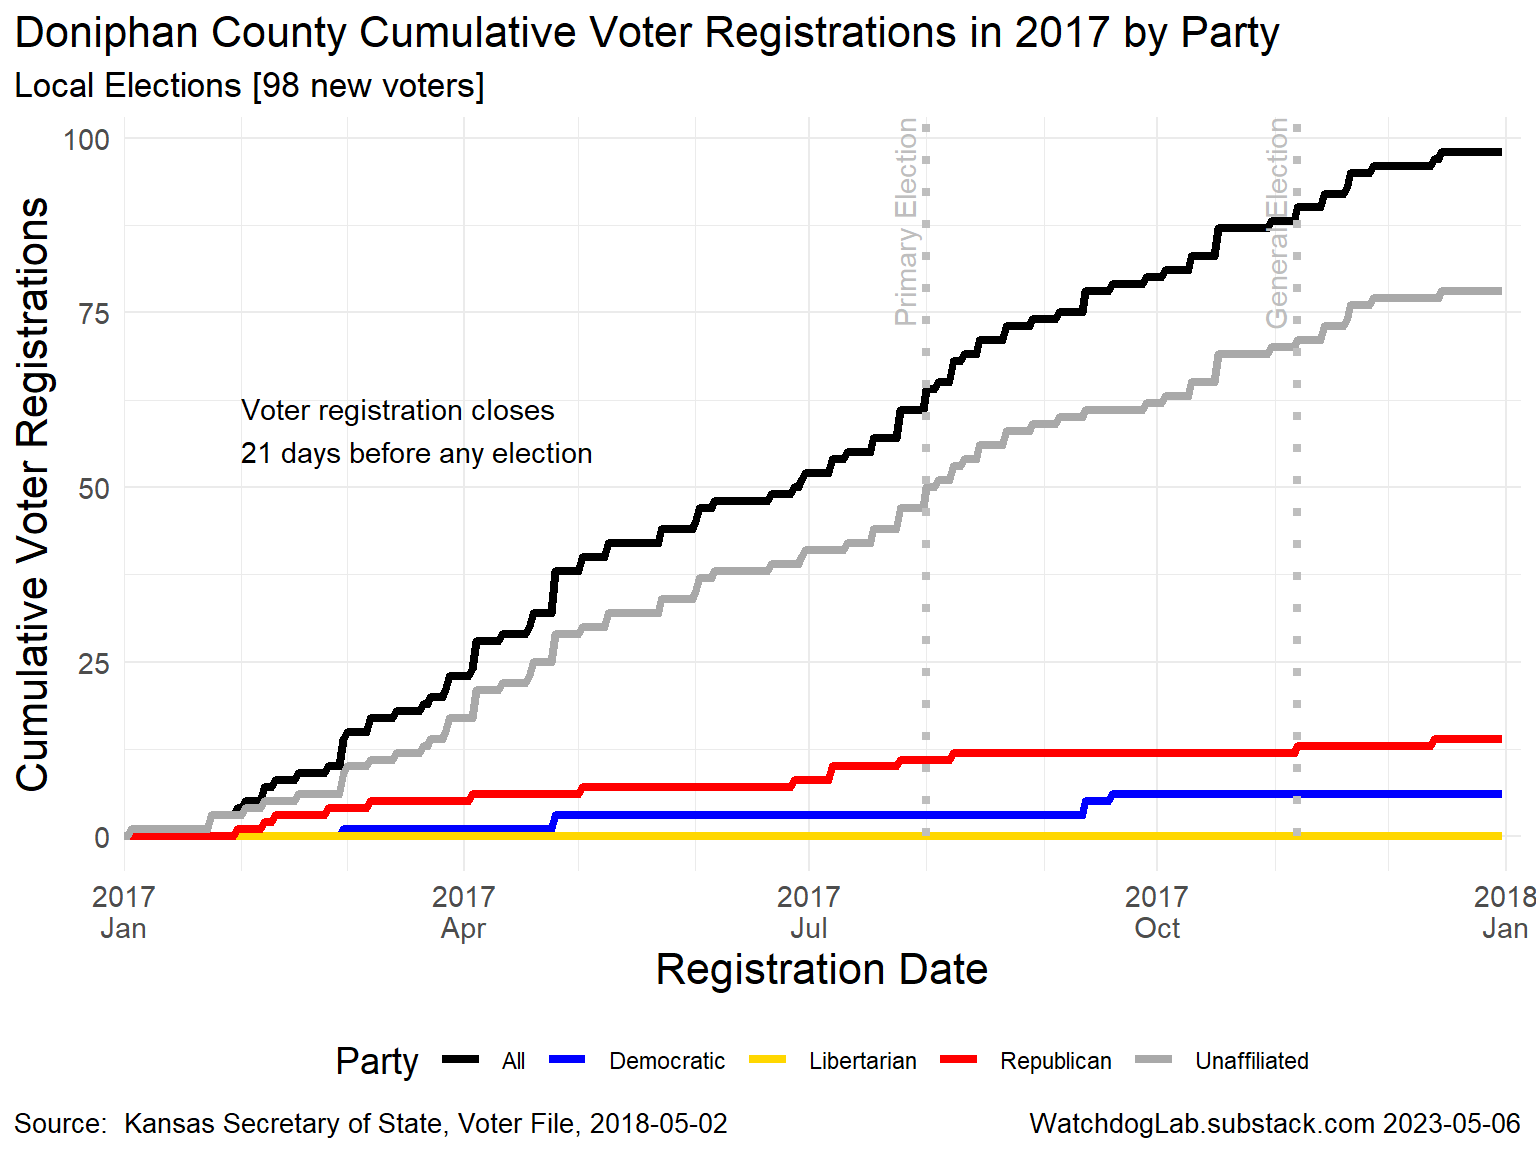 Doniphan County Cumulative Voter Registrations in 2017 by Party
Local Elections [98 new voters]
Cumulative Voter Registrations
100
75
50
25
0
Primary Election
General Election
Voter registration closes
21 days before any election
2017
Jan
2017
Apr
2017
Jul
2017
Oct
2018
Jan
Registration Date
Party
All
Democratic
Libertarian
Republican
Unaffiliated
Source:  Kansas Secretary of State, Voter File, 2018-05-02
WatchdogLab.substack.com 2023-05-06